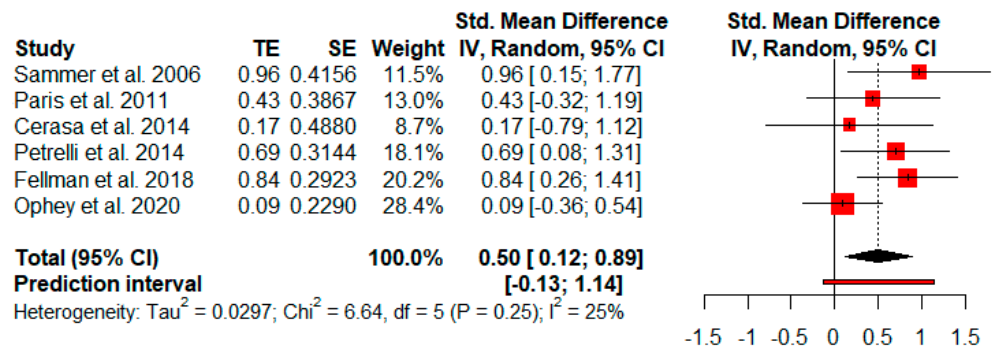 Std. Mean Difference Std. Mean Difference
Study TE SE Weight IV, Random, 95% CI IV, Random, 95% CI
Sammer et al. 2006 0.96 0.4156 11.5% 0.96 [ 0.15; 1.77]
Paris et al. 2011 0.43 0.3867 13.0% 0.43 [-0.32; 1.19]
Cerasa et al. 2014 0.17 0.4880 8.7% 0.17 [-0.79; 1.12]
Petrelli et al. 2014 0.69 0.3144 18.1% 0.69 [ 0.08; 1.31]
Fellman et al. 2018 0.84 0.2923 20.2% 0.84 [ 0.26; 1.41]
Ophey et al. 2020 0.09 0.2290 28.4% 0.09 [-0.36; 0.54]
Total (95% CI) 100.0% 0.50 [ 0.12; 0.89]
Prediction interval [-0.13; 1.14]
Heterogeneity: Tau² = 0.0297; Chi² = 6.64, df = 5 (P = 0.25); I² = 25%
-1.5 -1 -0.5 0 0.5 1 1.5